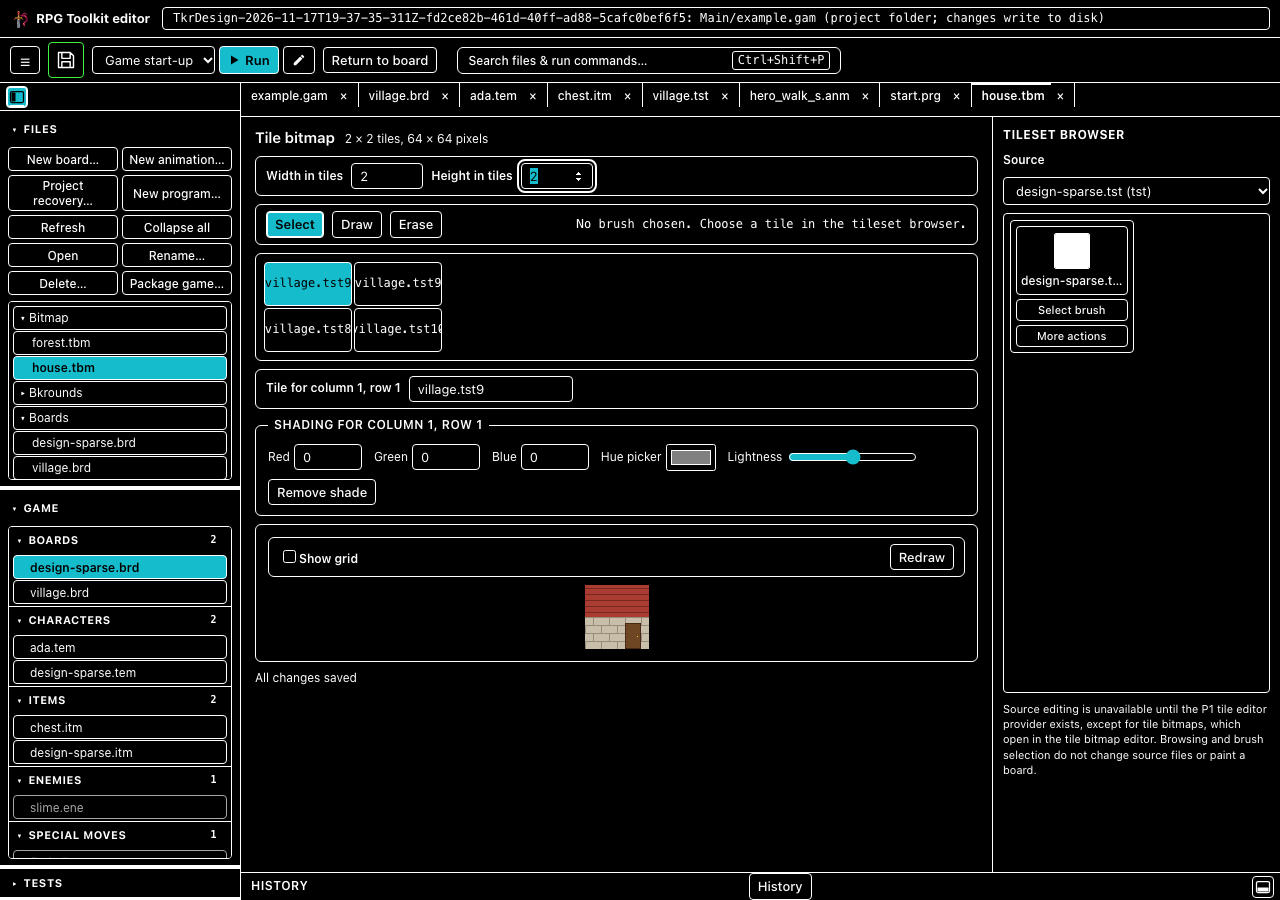 RPG Toolkit editor
TkrDesign-2026-11-17T19-37-35-311Z-fd2ce82b-461d-40ff-ad88-5cafc0bef6f5: Main/example.gam (project folder; changes write to disk)
Game start-up
Run
Return to board
Search files & run commands...
Ctrl+Shift+P
example.gam ×
village.brd ×
ada.tem ×
chest.itm ×
village.tst ×
hero_walk_s.anm ×
start.prg ×
house.tbm ×
FILES
New board...
New animation...
Project recovery...
New program...
Refresh
Collapse all
Open
Rename...
Delete...
Package game...
Bitmap
forest.tbm
house.tbm
Bkrounds
Boards
design-sparse.brd
village.brd
GAME
BOARDS 2
design-sparse.brd
village.brd
CHARACTERS 2
ada.tem
design-sparse.tem
ITEMS 2
chest.itm
design-sparse.itm
ENEMIES 1
slime.ene
SPECIAL MOVES 1
TESTS
Tile bitmap 2 × 2 tiles, 64 × 64 pixels
Width in tiles 2 Height in tiles 2
Select
Draw
Erase
No brush chosen. Choose a tile in the tileset browser.
village.tst9 village.tst9
village.tst8 village.tst10
Tile for column 1, row 1 village.tst9
SHADING FOR COLUMN 1, ROW 1
Red 0 Green 0 Blue 0 Hue picker Lightness
Remove shade
Show grid
Redraw
All changes saved
HISTORY
History
TILESET BROWSER
Source
design-sparse.tst (tst)
design-sparse.t...
Select brush
More actions
Source editing is unavailable until the P1 tile editor
provider exists, except for tile bitmaps, which
open in the tile bitmap editor. Browsing and brush
selection do not change source files or paint a
board.